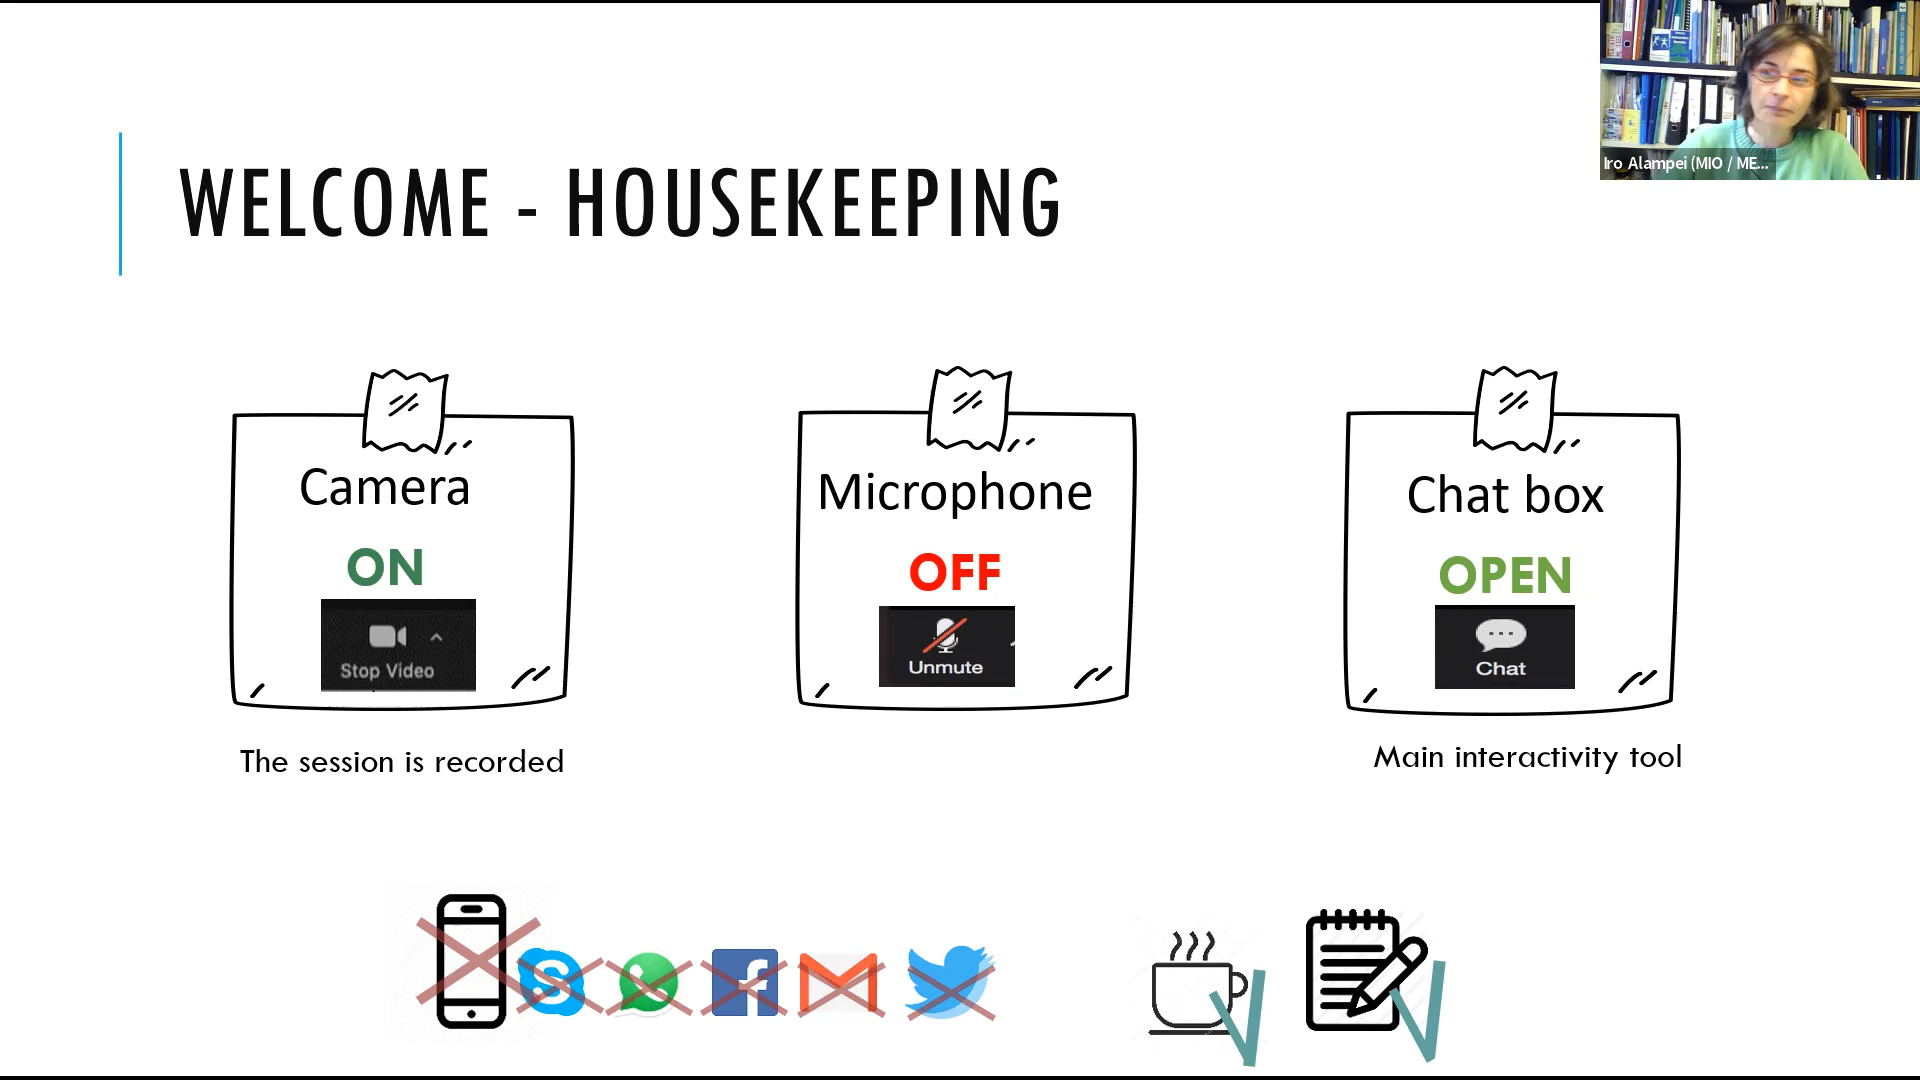 Iro Alampei (MIO / ME...
WELCOME - HOUSEKEEPING
Camera
ON
Stop Video
The session is recorded
Microphone
OFF
Unmute
Chat box
OPEN
Chat
Main interactivity tool